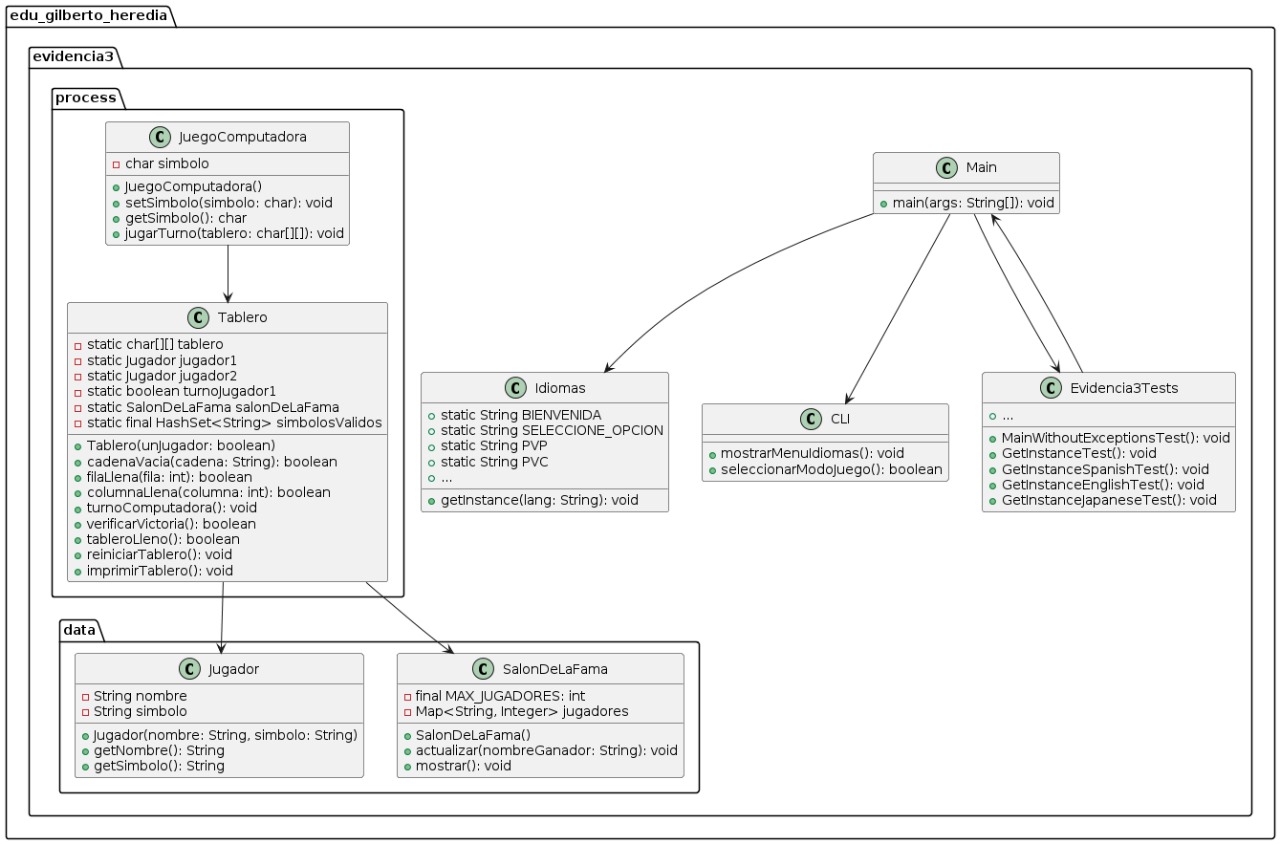 edu_gilberto_heredia
evidencia3
process
C JuegoComputadora
char simbolo
JuegoComputadora()
setSimbolo(simbolo: char): void
getSimbolo(): char
jugarTurno(tablero: char[][]): void
C Tablero
static char[][] tablero
static Jugador jugador1
static Jugador jugador2
static boolean turnoJugador1
static SalonDeLaFama salonDeLaFama
static final HashSet<String> simbolosValidos
Tablero(unJugador: boolean)
cadenaVacia(cadena: String): boolean
filaLlena(fila: int): boolean
columnaLlena(columna: int): boolean
turnoComputadora(): void
verificarVictoria(): boolean
tableroLleno(): boolean
reiniciarTablero(): void
imprimirTablero(): void
C Main
main(args: String[]): void
C Idiomas
static String BIENVENIDA
static String SELECCIONE_OPCION
static String PVP
static String PVC
...
getInstance(lang: String): void
C CLI
mostrarMenuIdiomas(): void
seleccionarModoJuego(): boolean
C Evidencia3Tests
...
MainWithoutExceptionsTest(): void
GetInstanceTest(): void
GetInstanceSpanishTest(): void
GetInstanceEnglishTest(): void
GetInstanceJapaneseTest(): void
data
C Jugador
String nombre
String simbolo
Jugador(nombre: String, simbolo: String)
getNombre(): String
getSimbolo(): String
C SalonDeLaFama
final MAX_JUGADORES: int
Map<String, Integer> jugadores
SalonDeLaFama()
actualizar(nombreGanador: String): void
mostrar(): void